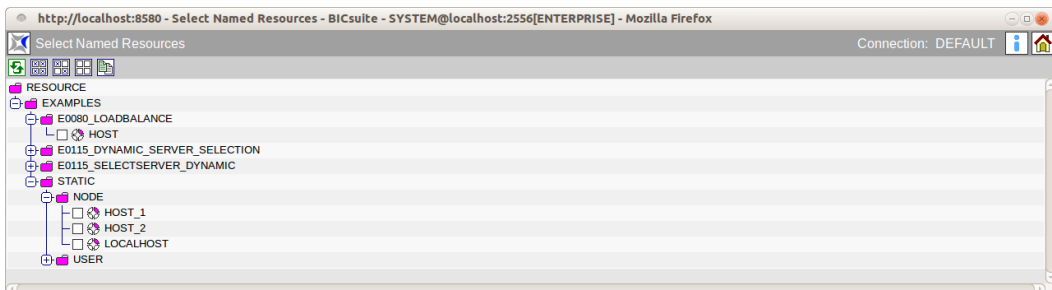 http://localhost:8580 - Select Named Resources - BICsuite - SYSTEM@localhost:2556[ENTERPRISE] - Mozilla Firefox
Select Named Resources Connection: DEFAULT
RESOURCE
EXAMPLES
E0080_LOADBALANCE
HOST
E0115_DYNAMIC_SERVER_SELECTION
E0115_SELECTSERVER_DYNAMIC
STATIC
NODE
HOST_1
HOST_2
LOCALHOST
USER